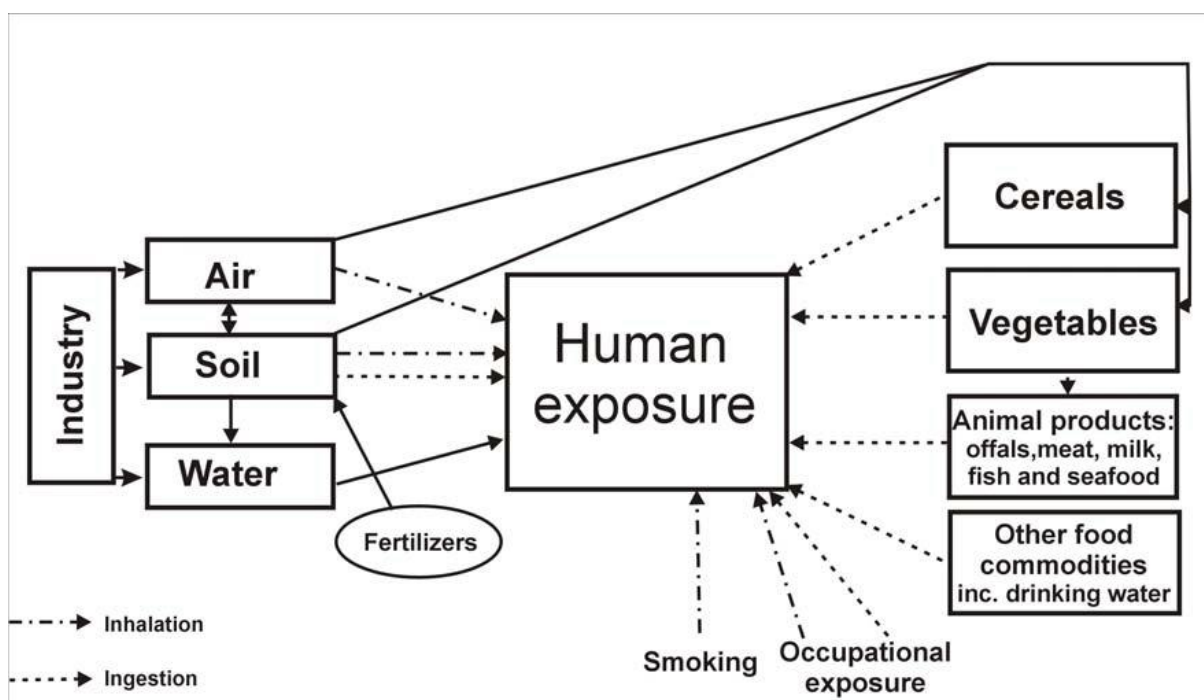 Industry
Air
Soil
Water
Fertilizers
Human
exposure
Cereals
Vegetables
Animal products:
offals,meat, milk,
fish and seafood
Other food
commodities
inc. drinking water
Smoking
Occupational
exposure
Inhalation
Ingestion